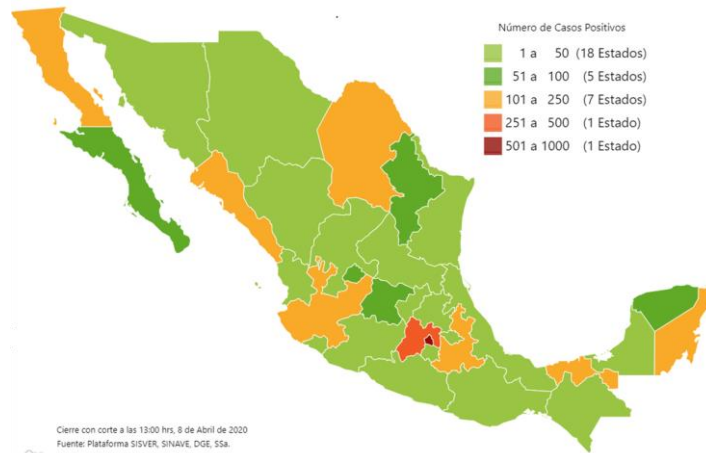 Número de Casos Positivos
1 a 50 (18 Estados)
51 a 100 (5 Estados)
101 a 250 (7 Estados)
251 a 500 (1 Estado)
501 a 1000 (1 Estado)
Cierre con corte a las 13:00 hrs, 8 de Abril de 2020
Fuente: Plataforma SISVER, SINAVE, DGE, SSa.